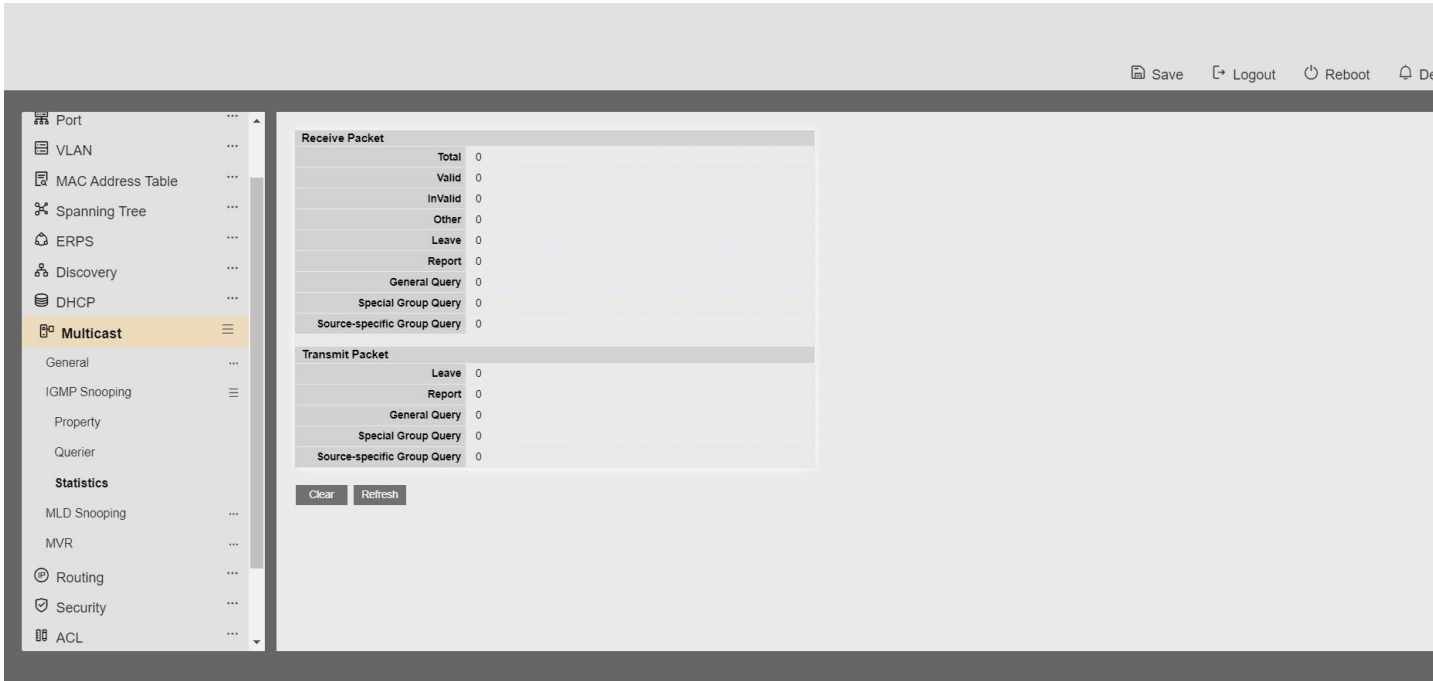 Save Logout Reboot De
Port
VLAN
MAC Address Table
Spanning Tree
ERPS
Discovery
DHCP
Multicast
General
IGMP Snooping
Property
Querier
Statistics
MLD Snooping
MVR
Routing
Security
ACL
Receive Packet
Total 0
Valid 0
InValid 0
Other 0
Leave 0
Report 0
General Query 0
Special Group Query 0
Source-specific Group Query 0
Transmit Packet
Leave 0
Report 0
General Query 0
Special Group Query 0
Source-specific Group Query 0
Clear Refresh